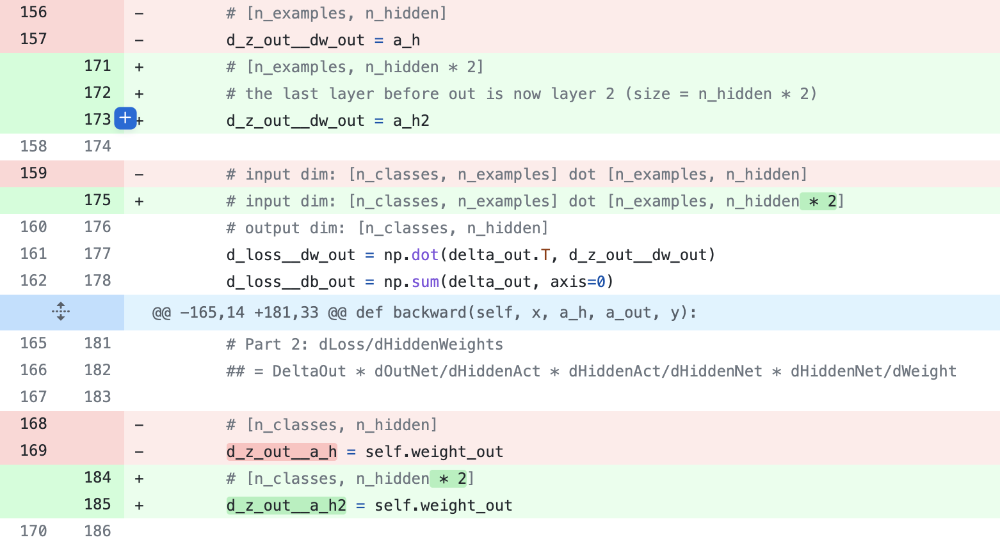 156 - # [n_examples, n_hidden]
157 - d_z_out__dw_out = a_h
171 + # [n_examples, n_hidden * 2]
172 + # the last layer before out is now layer 2 (size = n_hidden * 2)
173 + + d_z_out__dw_out = a_h2
158 174
159 - # input dim: [n_classes, n_examples] dot [n_examples, n_hidden]
175 + # input dim: [n_classes, n_examples] dot [n_examples, n_hidden * 2]
160 176 # output dim: [n_classes, n_hidden]
161 177 d_loss__dw_out = np.dot(delta_out.T, d_z_out__dw_out)
162 178 d_loss__db_out = np.sum(delta_out, axis=0)
@@ -165,14 +181,33 @@ def backward(self, x, a_h, a_out, y):
165 181 # Part 2: dLoss/dHiddenWeights
166 182 ## = DeltaOut * dOutNet/dHiddenAct * dHiddenAct/dHiddenNet * dHiddenNet/dWeight
167 183
168 - # [n_classes, n_hidden]
169 - d_z_out__a_h = self.weight_out
184 + # [n_classes, n_hidden * 2]
185 + d_z_out__a_h2 = self.weight_out
170 186